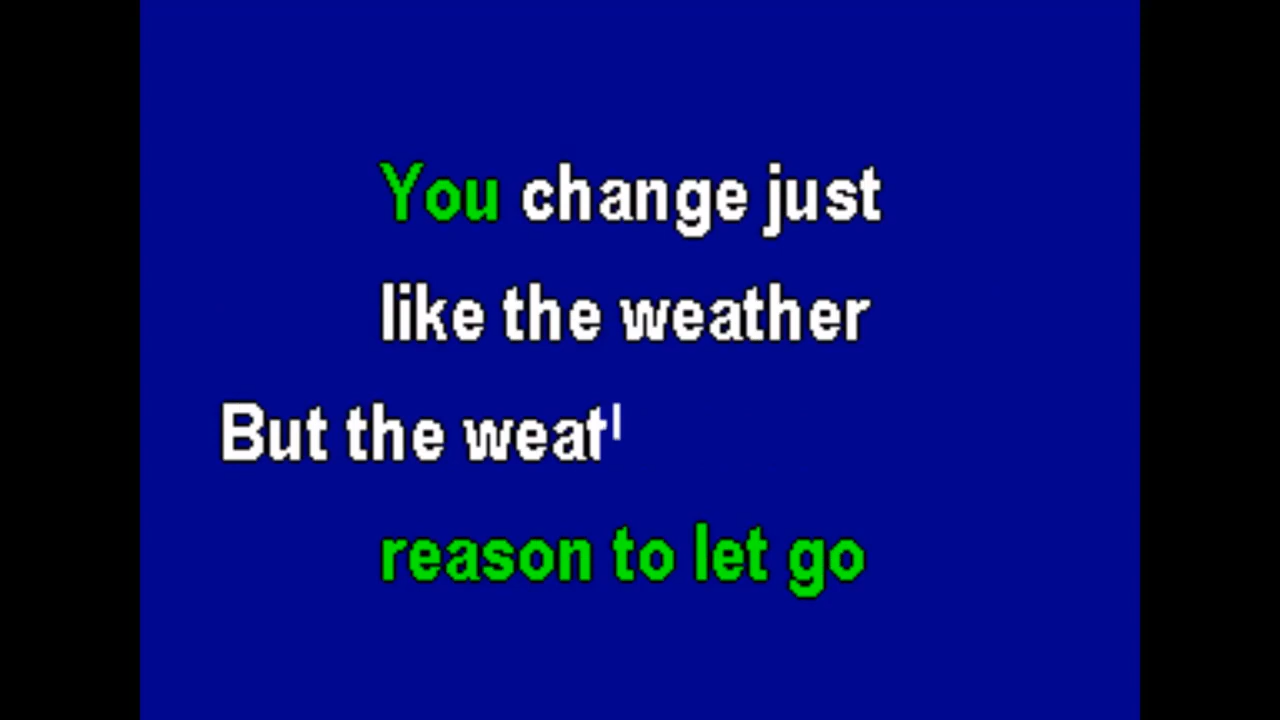 You change just
like the weather
But the weat
reason to let go